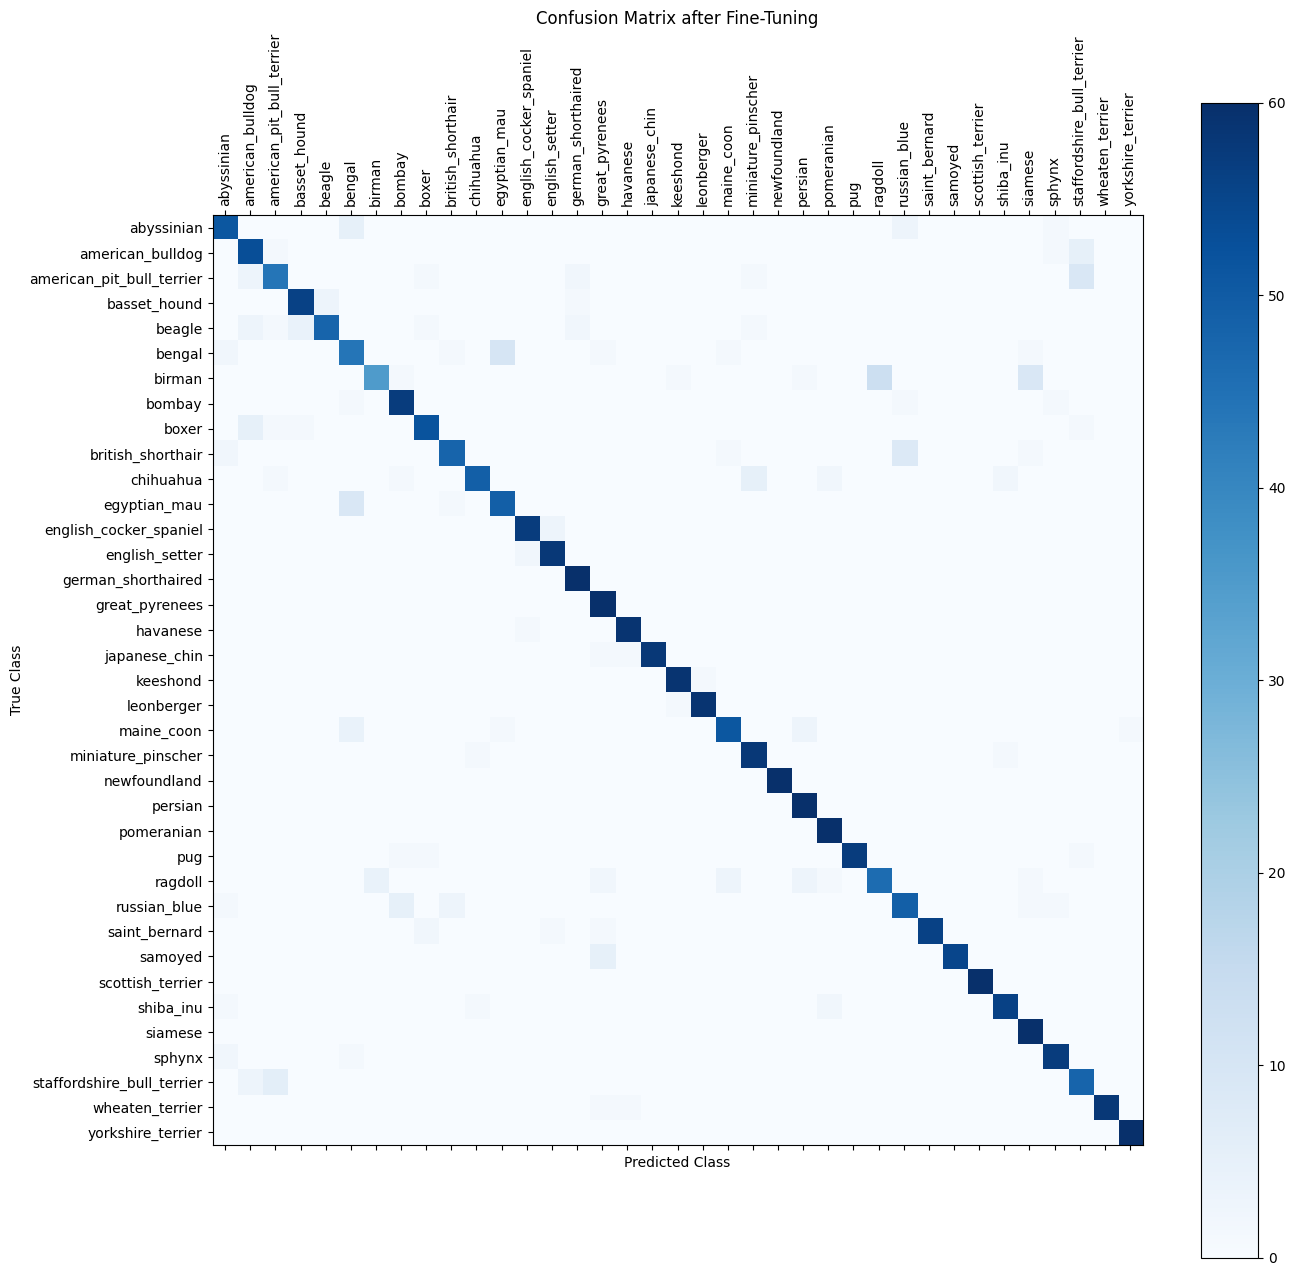 Confusion Matrix after Fine-Tuning
abyssinian
american_bulldog
american_pit_bull_terrier
basset_hound
beagle
bengal
birman
bombay
boxer
british_shorthair
chihuahua
egyptian_mau
english_cocker_spaniel
english_setter
german_shorthaired
great_pyrenees
havanese
japanese_chin
keeshond
leonberger
maine_coon
miniature_pinscher
newfoundland
persian
pomeranian
pug
ragdoll
russian_blue
saint_bernard
samoyed
scottish_terrier
shiba_inu
siamese
sphynx
staffordshire_bull_terrier
wheaten_terrier
yorkshire_terrier
True Class
abyssinian
american_bulldog
american_pit_bull_terrier
basset_hound
beagle
bengal
birman
bombay
boxer
british_shorthair
chihuahua
egyptian_mau
english_cocker_spaniel
english_setter
german_shorthaired
great_pyrenees
havanese
japanese_chin
keeshond
leonberger
maine_coon
miniature_pinscher
newfoundland
persian
pomeranian
pug
ragdoll
russian_blue
saint_bernard
samoyed
scottish_terrier
shiba_inu
siamese
sphynx
staffordshire_bull_terrier
wheaten_terrier
yorkshire_terrier
Predicted Class
60
50
40
30
20
10
0